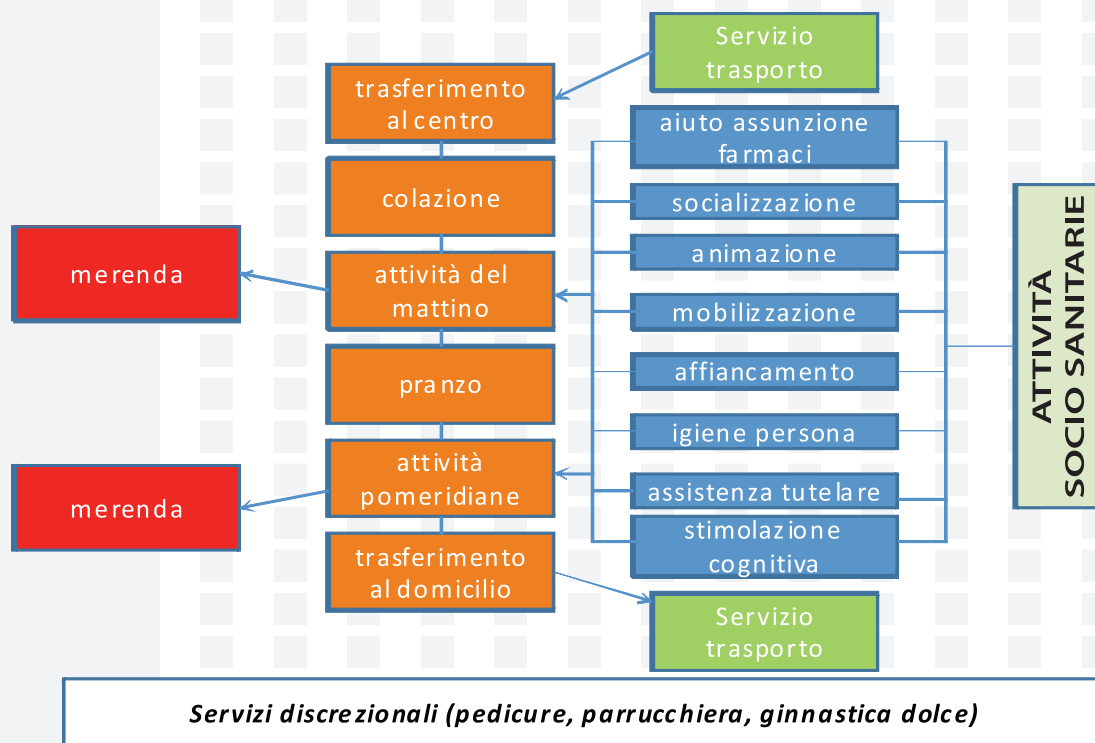 Servizio
trasporto
trasferimento
al centro
colazione
attività del
mattino
pranzo
attività
pomeridiane
trasferimento
al domicilio
merenda
merenda
aiuto assunzione
farmaci
socializzazione
animazione
mobilizzazione
affiancamento
igiene persona
assistenza tutelare
stimolazione
cognitiva
Servizio
trasporto
ATTIVITÀ
SOCIO SANITARIE
Servizi discrezionali (pedicure, parrucchiera, ginnastica dolce)